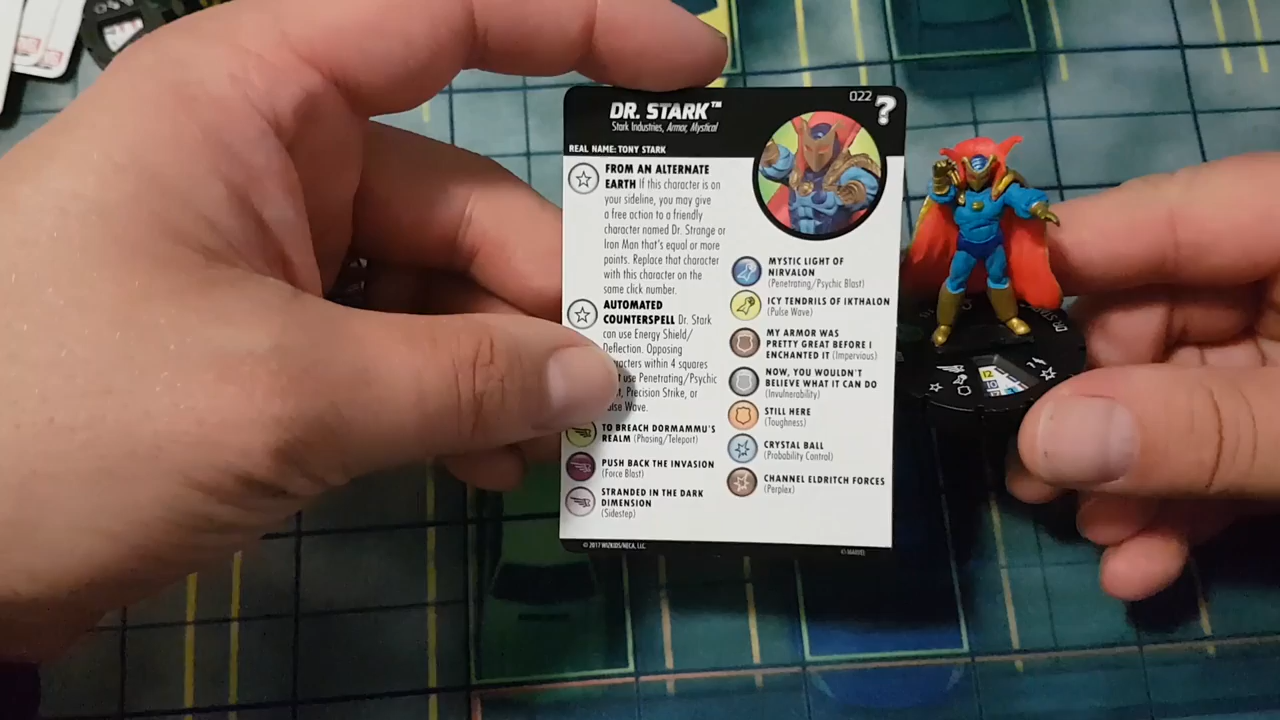 DR. STARK™
022
?
Stark Industries, Armor, Mystical
REAL NAME: TONY STARK
FROM AN ALTERNATE
EARTH If this character is on
your sideline, you may give
a free action to a friendly
character named Dr. Strange or
Iron Man that's equal or more
points. Replace that character
with this character on the
same click number.
AUTOMATED
COUNTERSPELL Dr. Stark
can use Energy Shield/
Deflection. Opposing
within 4 squares
use Penetrating/Psychic
Precision Strike, or
Wave.
TO BREACH DORMAMMU'S
REALM (Phasing/Teleport)
PUSH BACK THE INVASION
(Force Blast)
STRANDED IN THE DARK
DIMENSION
(Sidestep)
MYSTIC LIGHT OF
NIRVALON
(Penetrating/Psychic Blast)
ICY TENDRILS OF IKTHALON
(Pulse Wave)
MY ARMOR WAS
PRETTY GREAT BEFORE I
ENCHANTED IT (Impervious)
NOW, YOU WOULDN'T
BELIEVE WHAT IT CAN DO
(Invulnerability)
STILL HERE
(Toughness)
CRYSTAL BALL
(Probability Control)
CHANNEL ELDRITCH FORCES
(Perplex)
© 2017 WIZKIDS/NECA, LLC.
©MARVEL
12
10